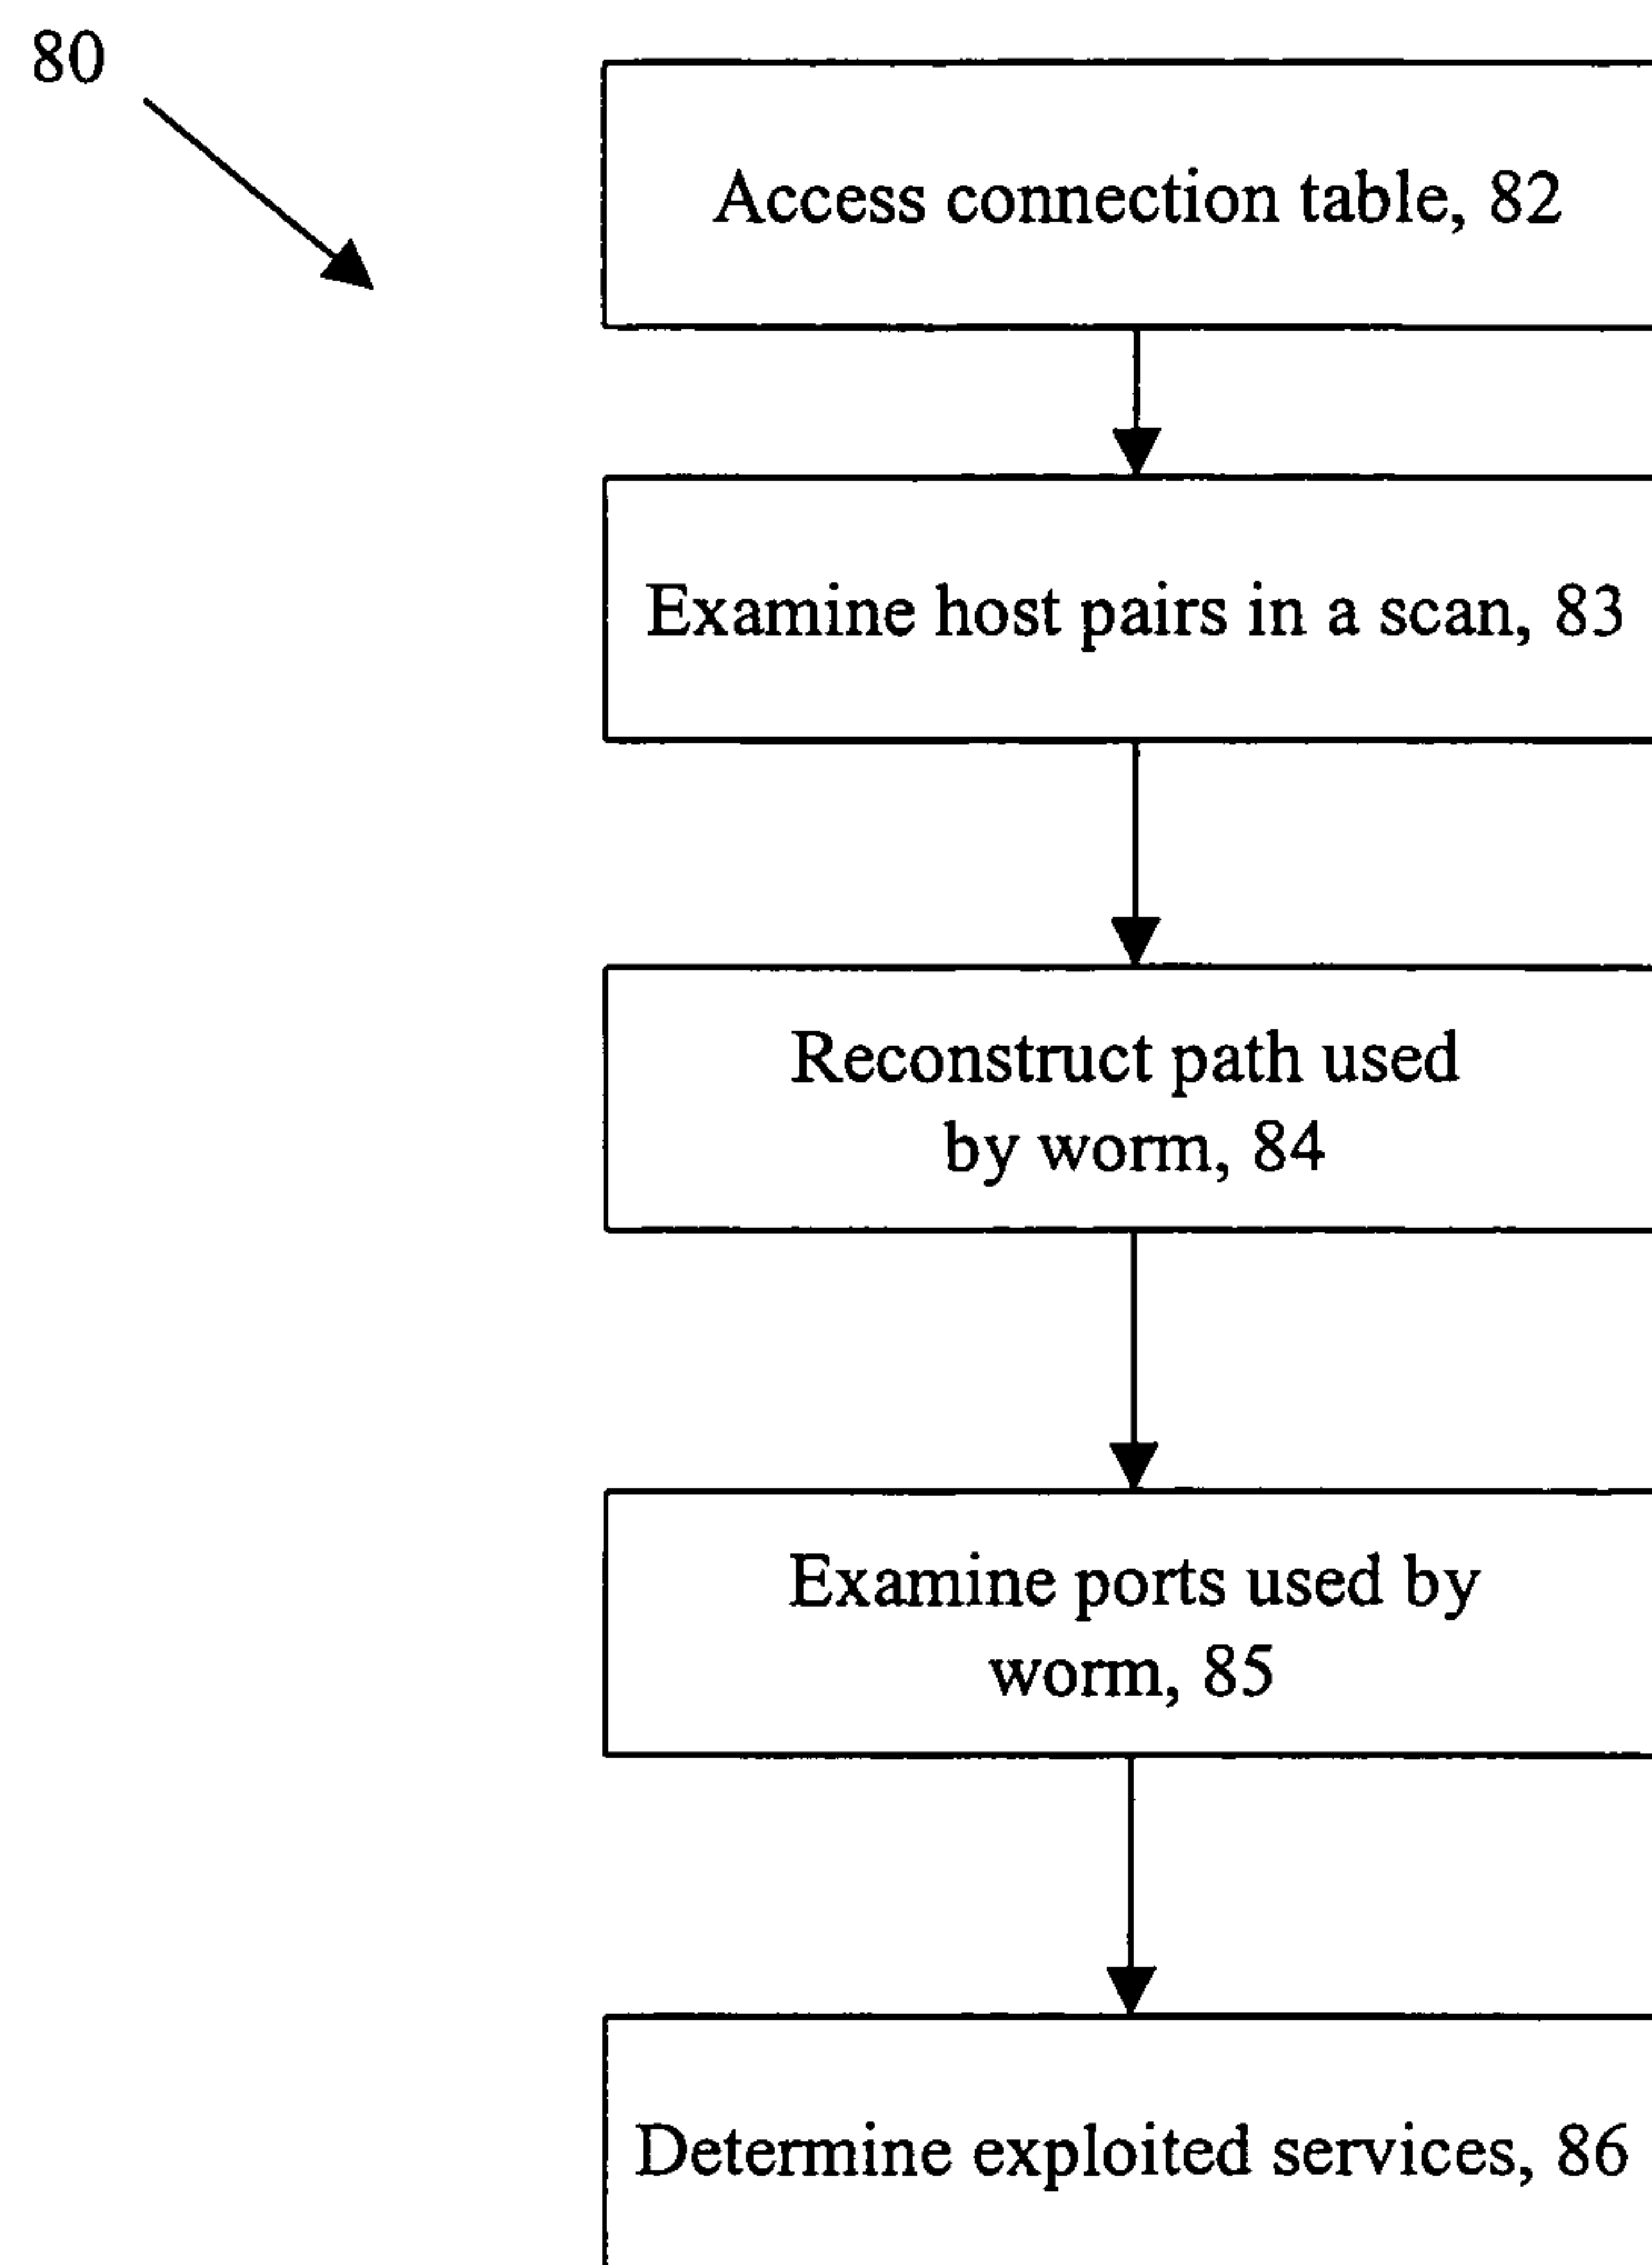 80
Access connection table, 82
Examine host pairs in a scan, 83
Reconstruct path used
by worm, 84
Examine ports used by
worm, 85
Determine exploited services, 86